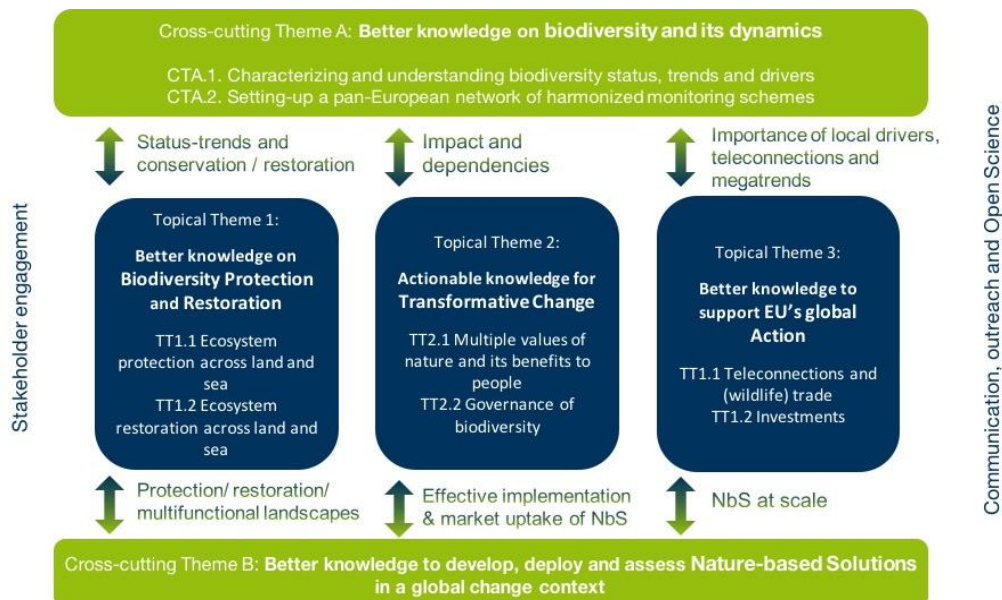 Cross-cutting Theme A: Better knowledge on biodiversity and its dynamics
CTA.1. Characterizing and understanding biodiversity status, trends and drivers
CTA.2. Setting-up a pan-European network of harmonized monitoring schemes
Status-trends and
conservation / restoration
Impact and
dependencies
Importance of local drivers,
teleconnections and
megatrends
Stakeholder engagement
Topical Theme 1:
Better knowledge on
Biodiversity Protection
and Restoration
TT1.1 Ecosystem
protection across land and
sea
TT1.2 Ecosystem
restoration across land and
sea
Topical Theme 2:
Actionable knowledge for
Transformative Change
TT2.1 Multiple values of
nature and its benefits to
people
TT2.2 Governance of
biodiversity
Topical Theme 3:
Better knowledge to
support EU's global
Action
TT1.1 Teleconnections and
(wildlife) trade
TT1.2 Investments
Communication, outreach and Open Science
Protection/ restoration/
multifunctional landscapes
Effective implementation
& market uptake of NbS
NbS at scale
Cross-cutting Theme B: Better knowledge to develop, deploy and assess Nature-based Solutions
in a global change context